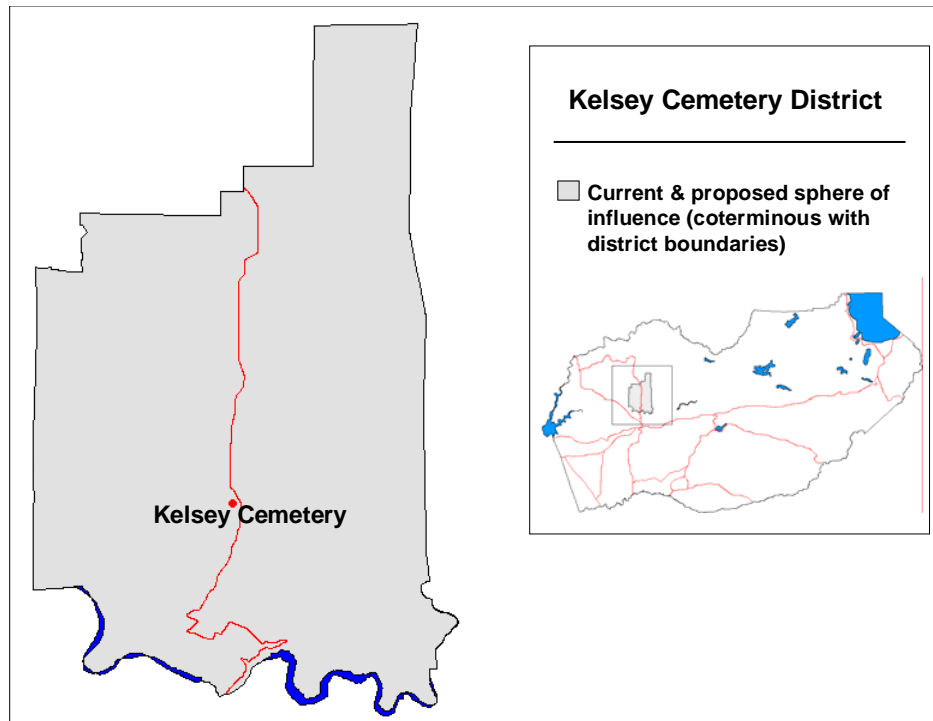 Kelsey Cemetery District
Current & proposed sphere of
influence (coterminous with
district boundaries)
Kelsey Cemetery